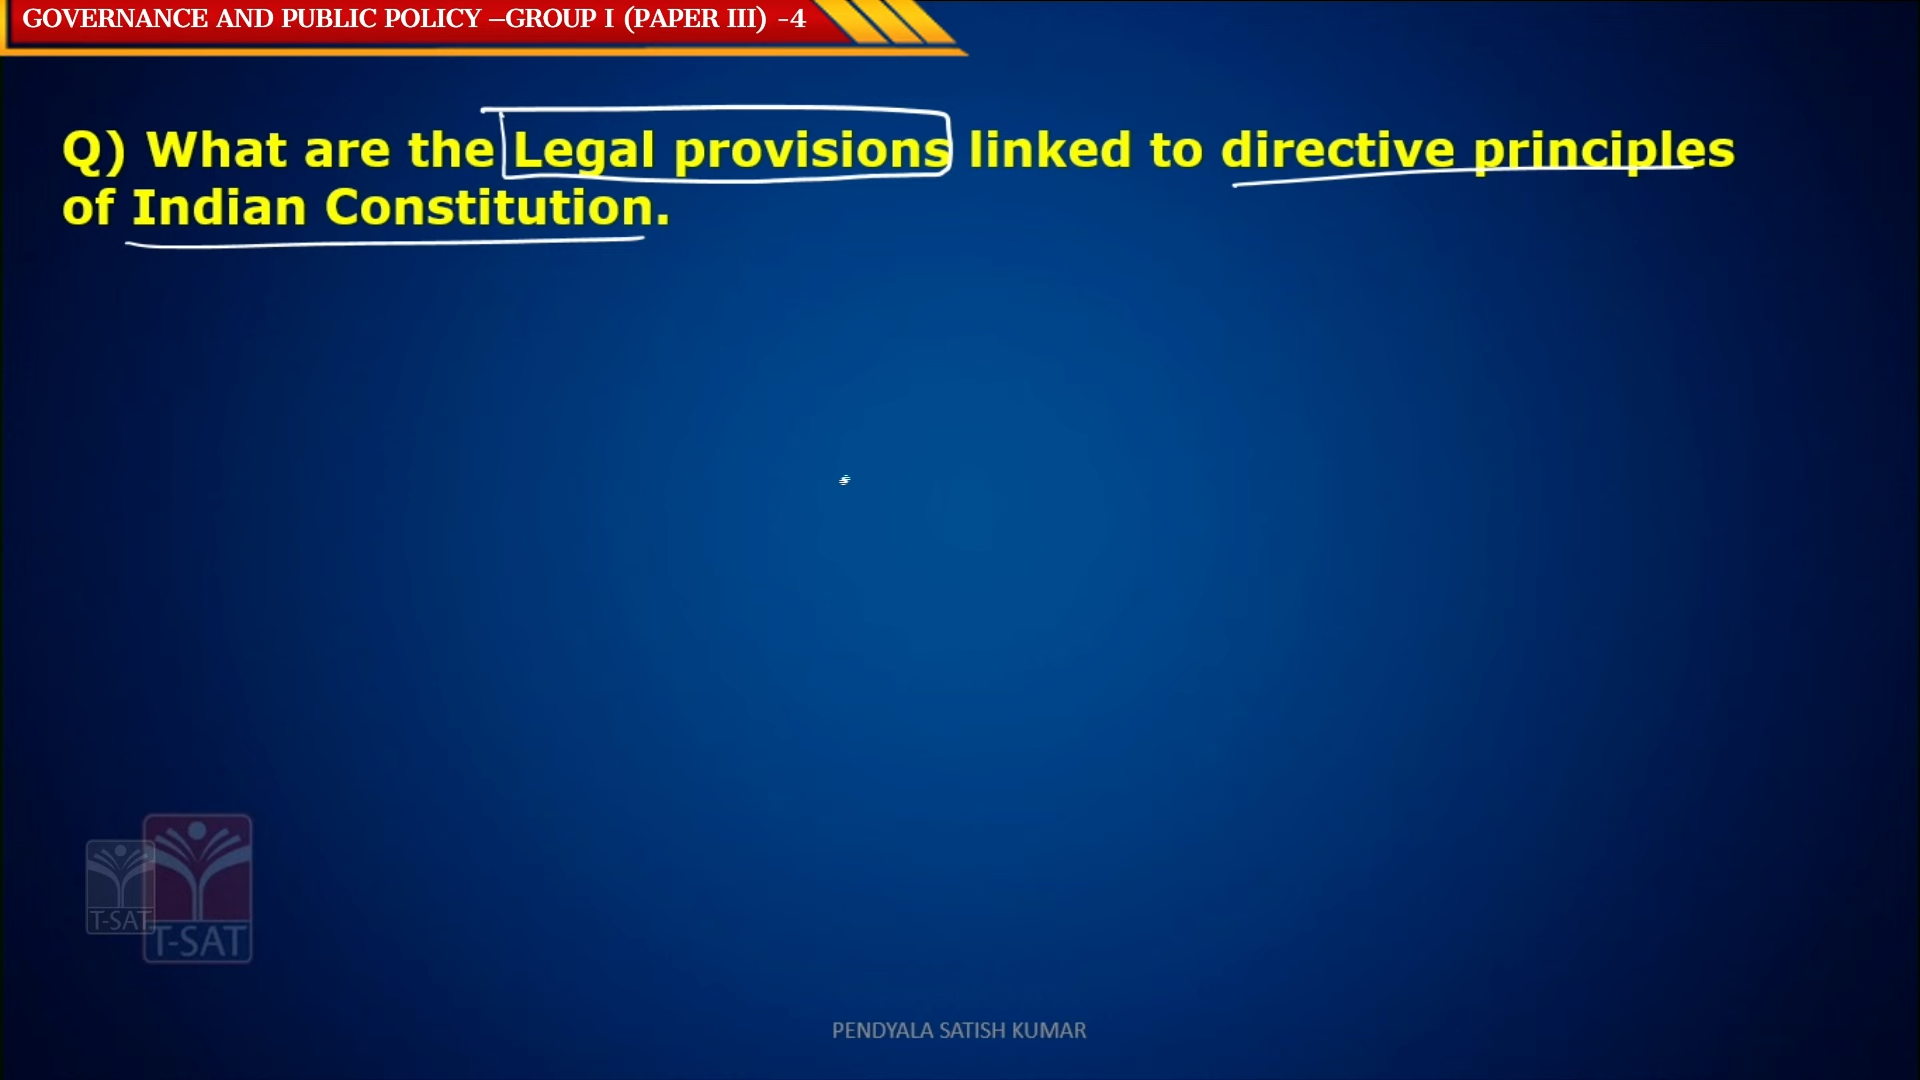 GOVERNANCE AND PUBLIC POLICY –GROUP I (PAPER III) -4
Q) What are the Legal provisions linked to directive principles
of Indian Constitution.
T-SAT
T-SAT
PENDYALA SATISH KUMAR